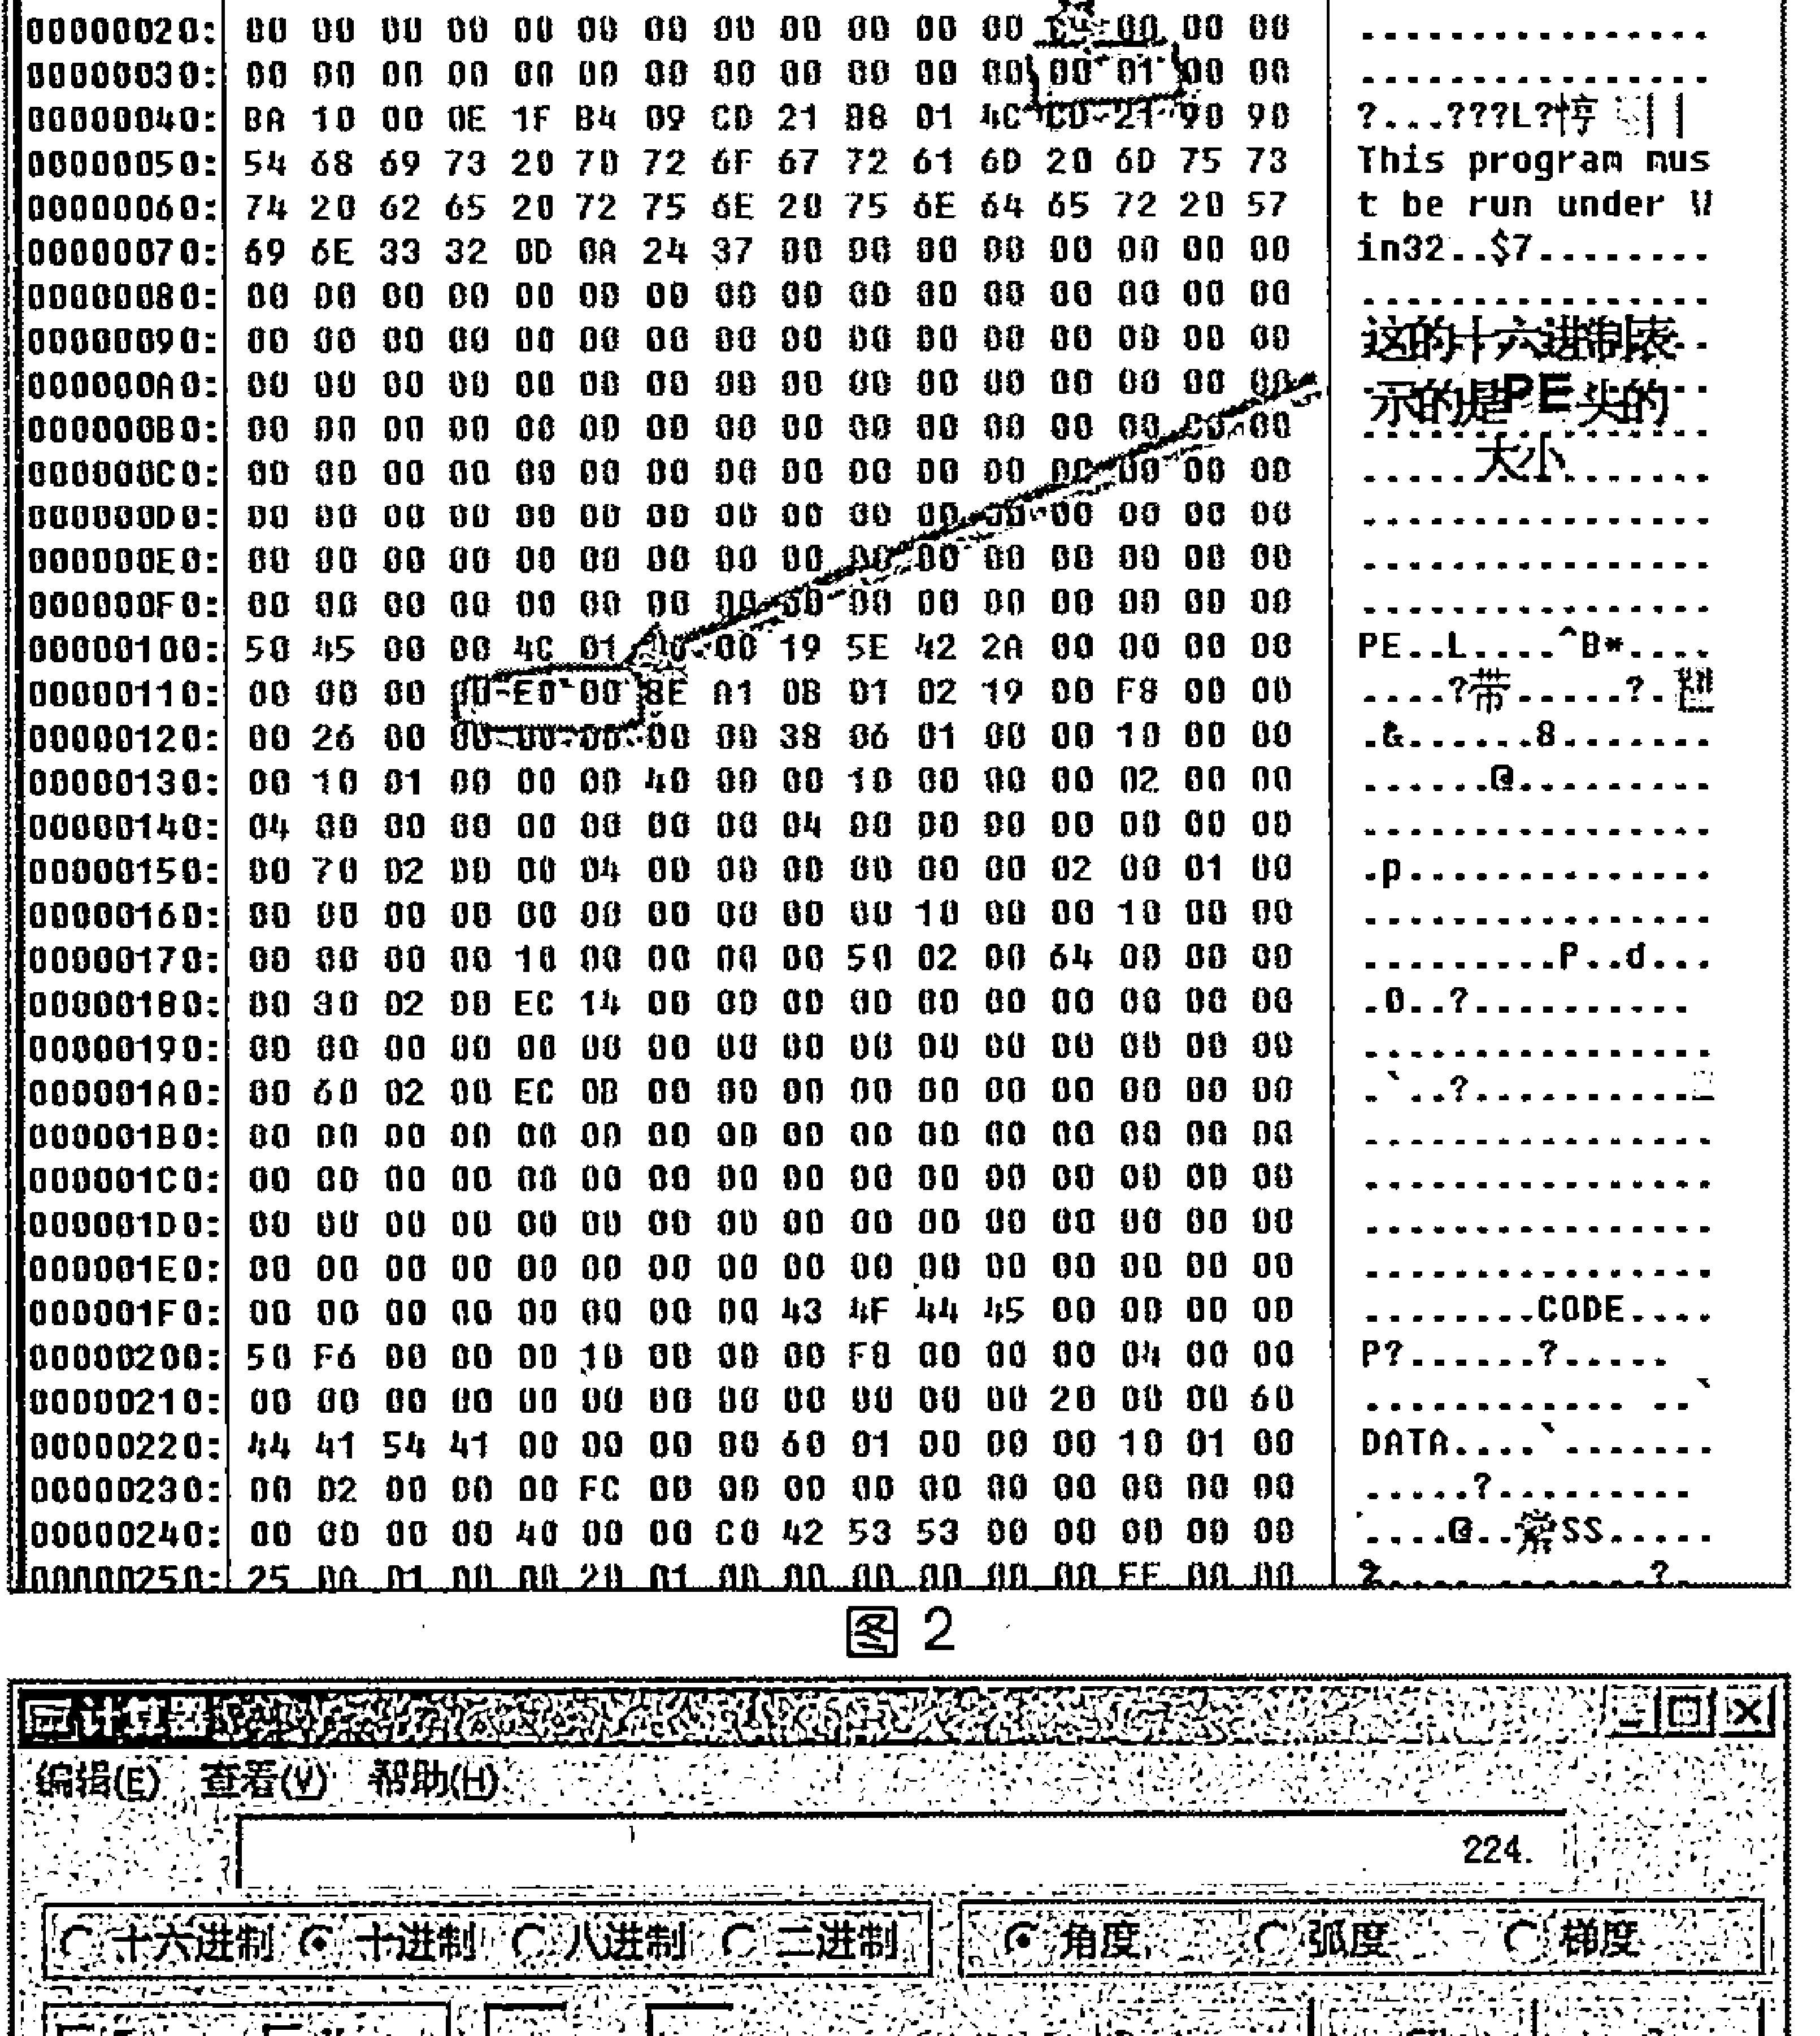 00000020: 00 00 00 00 00 00 00 00 00 00 00 00 00 00 00 ................
00000030: 00 00 00 00 00 00 00 00 00 00 00 00 00 01 00 00 ................
00000040: BA 10 00 0E 1F B4 09 CD 21 B8 01 4C CD 21 90 90 ?...???L?
00000050: 54 68 69 73 20 70 72 6F 67 72 61 6D 20 6D 75 73 This program mus
00000060: 74 20 62 65 20 72 75 6E 20 75 6E 64 65 72 20 57 t be run under W
00000070: 69 6E 33 32 0D 0A 24 37 00 00 00 00 00 00 00 00 in32..$7........
00000080: 00 00 00 00 00 00 00 00 00 00 00 00 00 00 00 00 ................
00000090: 00 00 00 00 00 00 00 00 00 00 00 00 00 00 00 00
这的十六进制表
000000A0: 00 00 00 00 00 00 00 00 00 00 00 00 00 00 00 00
示的是PE头的
000000B0: 00 00 00 00 00 00 00 00 00 00 00 00 00 00 00 00
大小
000000C0: 00 00 00 00 00 00 00 00 00 00 00 00 00 00 00 00
000000D0: 00 00 00 00 00 00 00 00 00 00 00 00 00 00 00 00 ................
000000E0: 00 00 00 00 00 00 00 00 00 00 00 00 00 00 00 00 ................
000000F0: 00 00 00 00 00 00 00 00 00 00 00 00 00 00 00 00 ................
00000100: 50 45 00 00 4C 01 00 19 5E 42 2A 00 00 00 00 PE..L....^B*....
00000110: 00 00 00 00 E0 00 8E A1 0B 01 02 19 00 F8 00 00 ....?带.....?.
00000120: 00 26 00 00 00 00 00 00 38 06 01 00 00 10 00 00 .&......8.......
00000130: 00 10 01 00 00 00 40 00 00 10 00 00 00 02 00 00 ......@.........
00000140: 04 00 00 00 00 00 00 00 04 00 00 00 00 00 00 00 ................
00000150: 00 70 02 00 00 04 00 00 00 00 00 00 02 00 01 00 .p..............
00000160: 00 00 00 00 00 00 00 00 00 00 10 00 00 10 00 00 ................
00000170: 00 00 00 00 10 00 00 00 00 50 02 00 64 00 00 00 .........P..d...
00000180: 00 30 02 00 EC 14 00 00 00 00 00 00 00 00 00 00 .0..?..........
00000190: 00 00 00 00 00 00 00 00 00 00 00 00 00 00 00 00 ................
000001A0: 00 60 02 00 EC 0B 00 00 00 00 00 00 00 00 00 00 .`..?..........
000001B0: 00 00 00 00 00 00 00 00 00 00 00 00 00 00 00 00 ................
000001C0: 00 00 00 00 00 00 00 00 00 00 00 00 00 00 00 00 ................
000001D0: 00 00 00 00 00 00 00 00 00 00 00 00 00 00 00 00 ................
000001E0: 00 00 00 00 00 00 00 00 00 00 00 00 00 00 00 00 ................
000001F0: 00 00 00 00 00 00 00 00 43 4F 44 45 00 00 00 00 ........CODE....
00000200: 50 F6 00 00 00 10 00 00 00 F8 00 00 00 04 00 00 P?......?.....
00000210: 00 00 00 00 00 00 00 00 00 00 00 00 20 00 00 60 ............ ..`
00000220: 44 41 54 41 00 00 00 00 60 01 00 00 00 10 01 00 DATA....`.......
00000230: 00 02 00 00 00 FC 00 00 00 00 00 00 00 00 00 00 .....?.........
00000240: 00 00 00 00 40 00 00 C0 42 53 53 00 00 00 00 00 ....@..SS.....
00000250: 25 0A 01 00 00 20 01 00 00 00 00 00 00 FE 00 00
图 2
计算器
编辑(E) 查看(V) 帮助(H)
224.
十六进制 十进制 八进制 二进制 角度 弧度 梯度